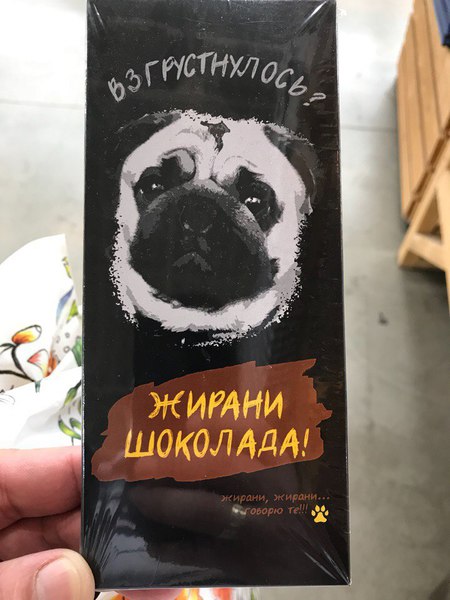 ВЗГРУСТНУЛОСЬ?
ЖИРАНИ
ШОКОЛАДА!
жирани, жирани...
говорю те!!!